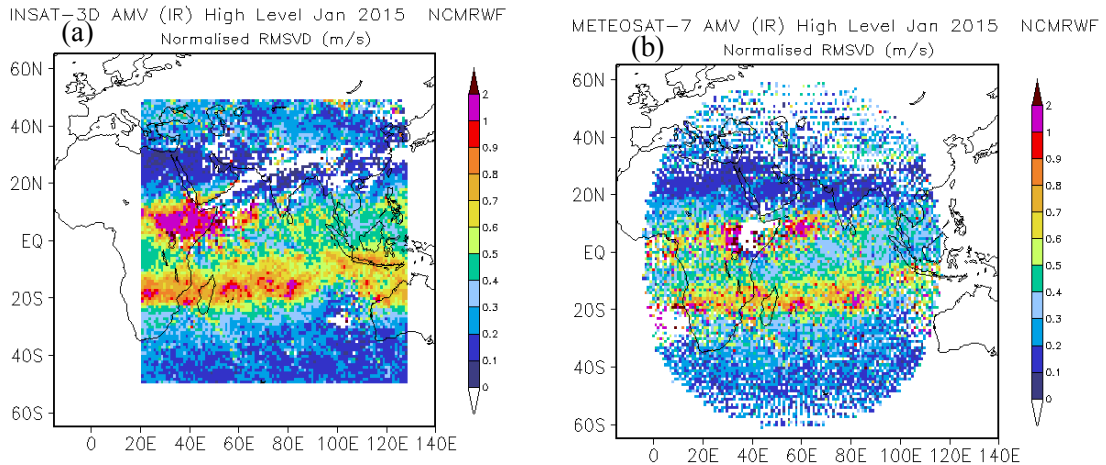 INSAT-3D AMV (IR) High Level Jan 2015 NCMRWF
(a)
Normalised RMSVD (m/s)
60N
40N
20N
EQ
20S
40S
60S
0 20E 40E 60E 80E 100E 120E 140E
2
1
0.9
0.8
0.7
0.6
0.5
0.4
0.3
0.2
0.1
0
METEOSAT-7 AMV (IR) High Level Jan 2015 NCMRWF
(b)
Normalised RMSVD (m/s)
60N
40N
20N
EQ
20S
40S
60S
0 20E 40E 60E 80E 100E 120E 140E
2
1
0.9
0.8
0.7
0.6
0.5
0.4
0.3
0.2
0.1
0